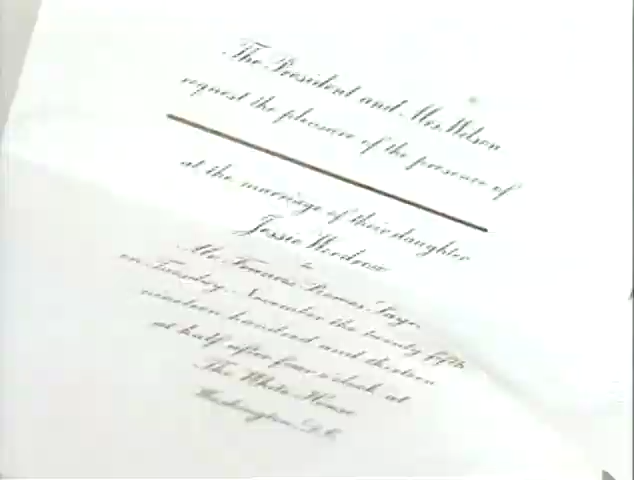 The President and Mrs. Wilson
request the pleasure of the presence of
at the marriage of their daughter
Jessie Woodrow
to
Mr. Francis Bowes Sayre
on Tuesday, November the twenty fifth
nineteen hundred and thirteen
at half after four o'clock at
The White House
Washington, D.C.